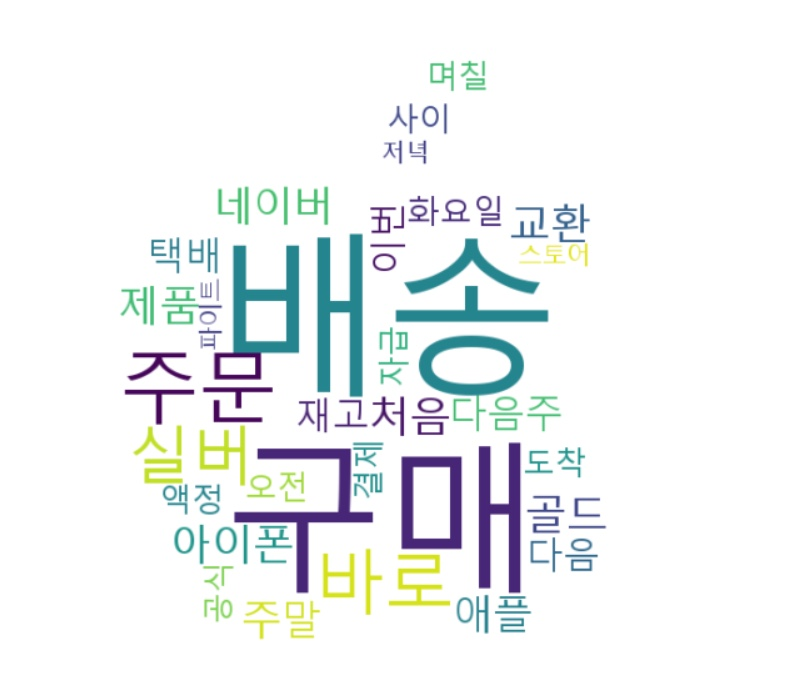 며칠
사이
저녁
네이버
이번
화요일
교환
택배
스토어
배송
제품
파이트
자급
주문
재고
처음
다음주
실버
구매
결제
도착
오전
액정
골드
아이폰
다음
바로
공식
주말
애플